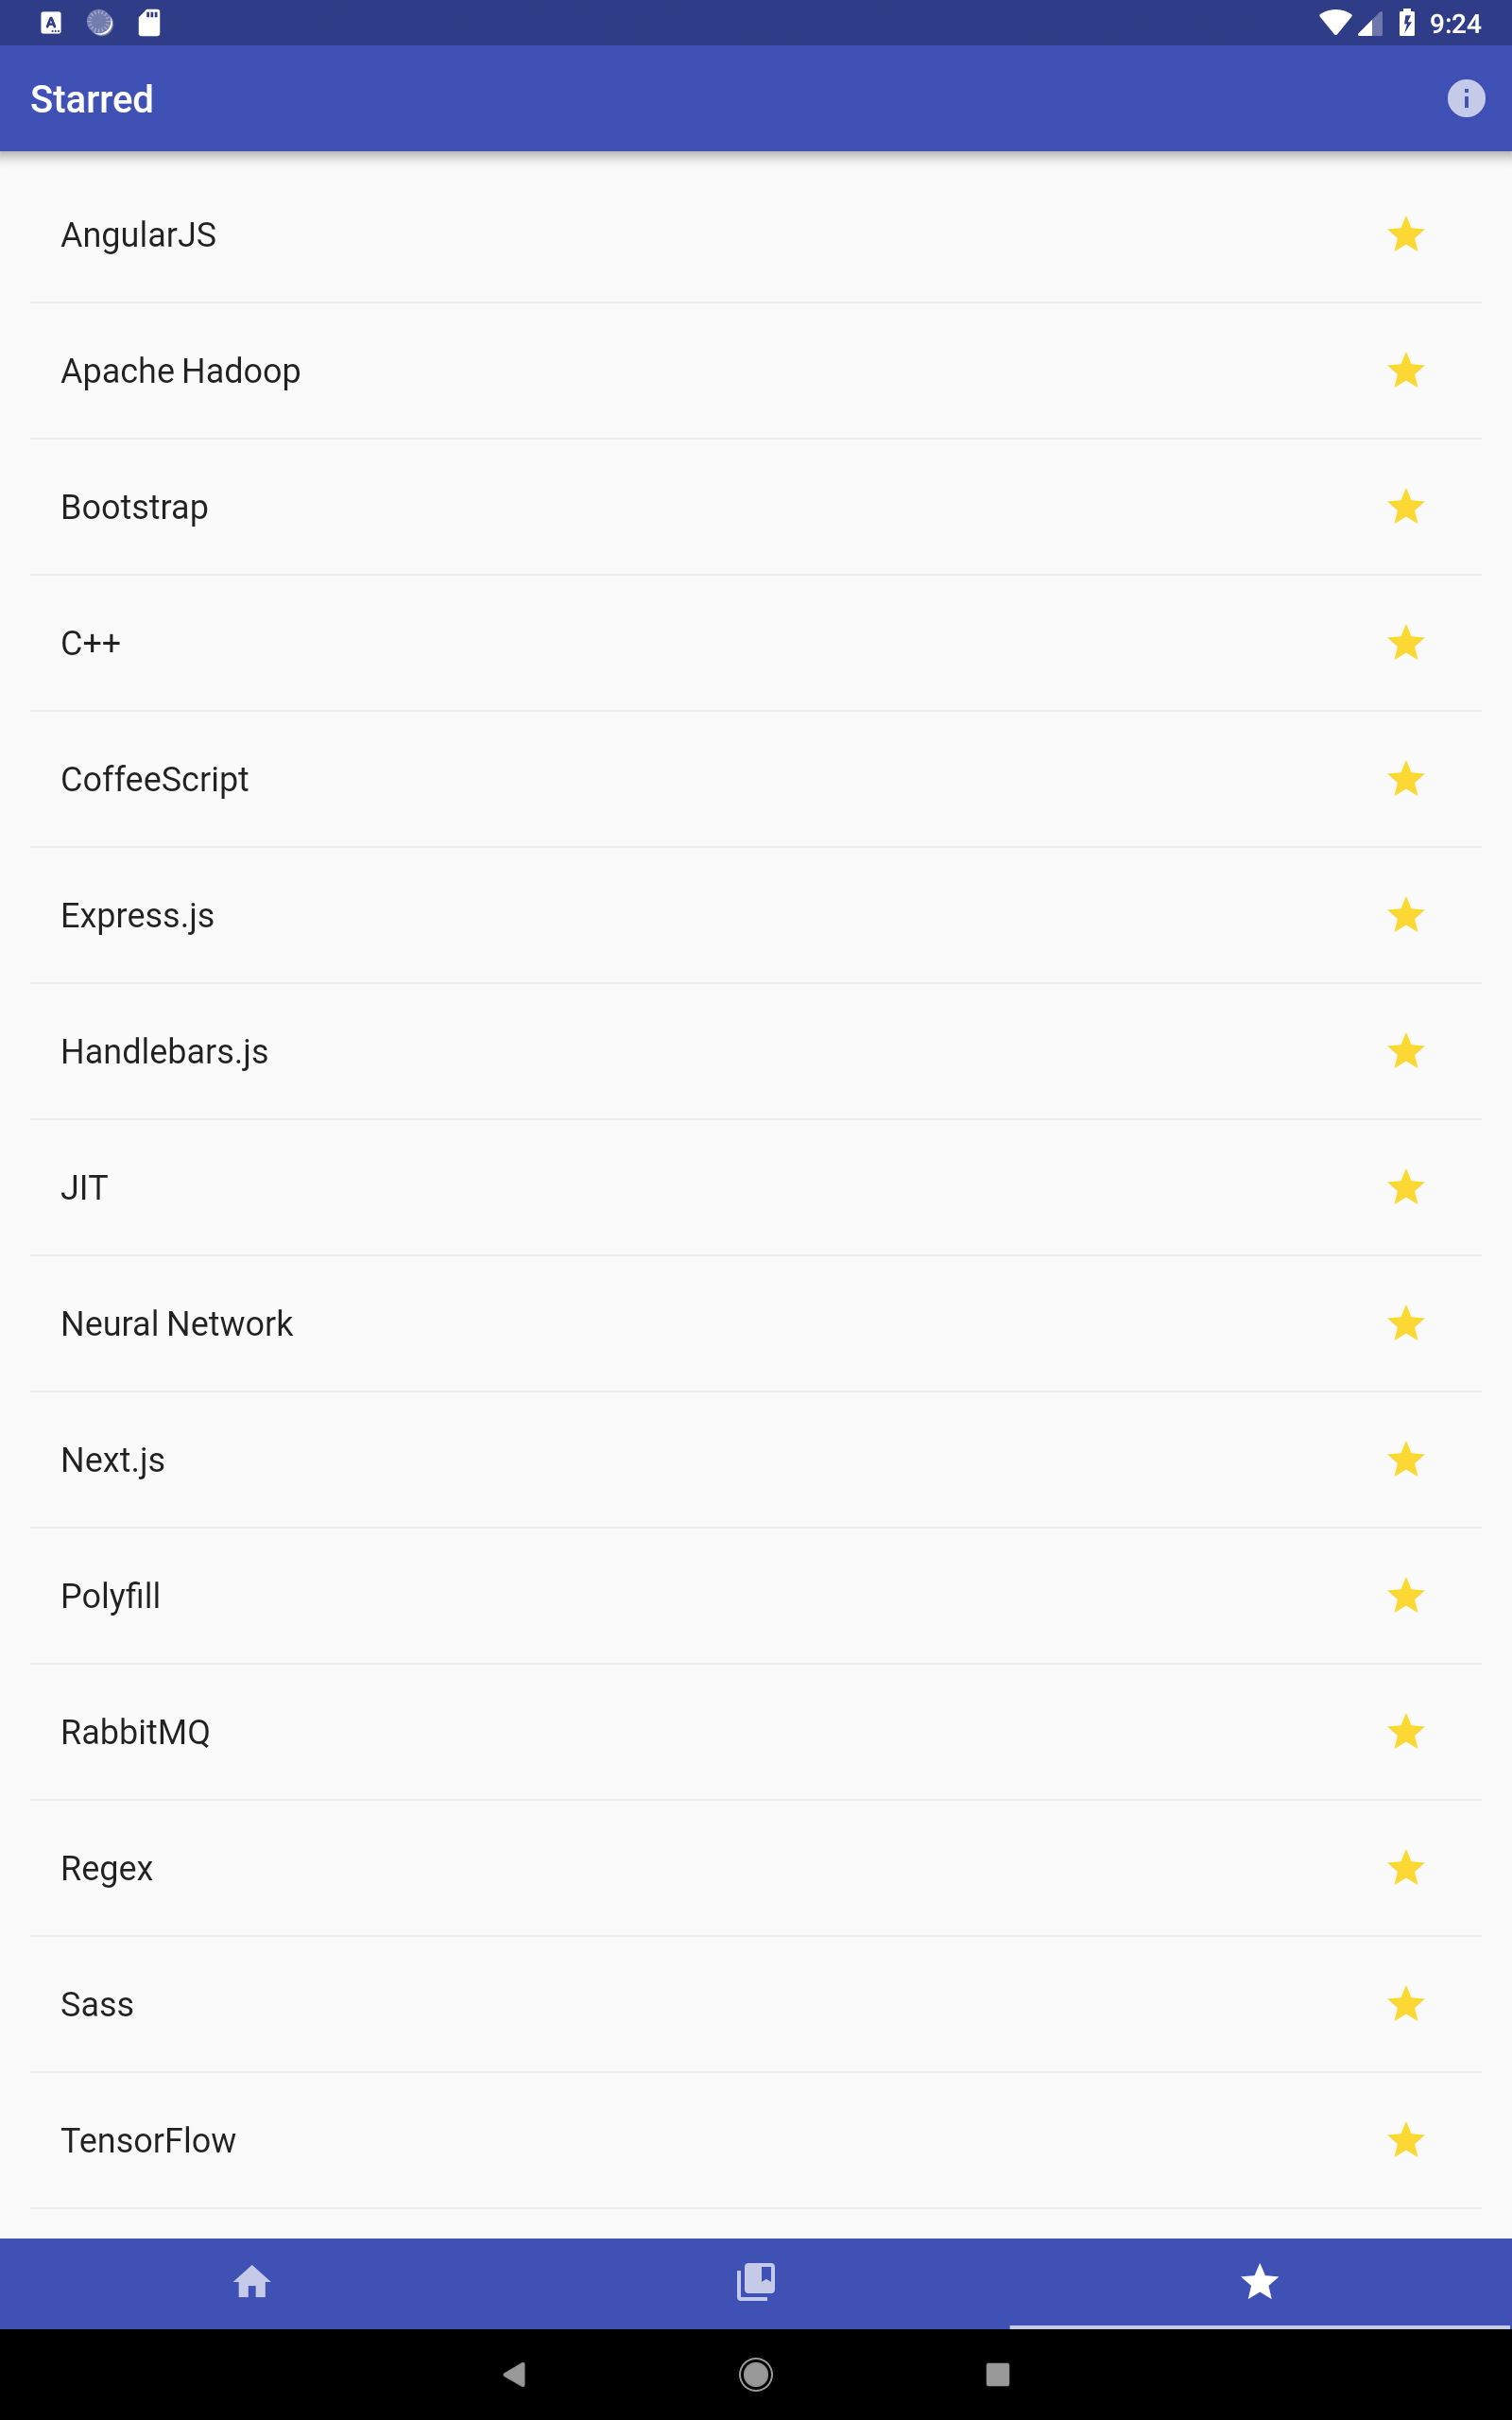 9:24
Starred
AngularJS
Apache Hadoop
Bootstrap
C++
CoffeeScript
Express.js
Handlebars.js
JIT
Neural Network
Next.js
Polyfill
RabbitMQ
Regex
Sass
TensorFlow